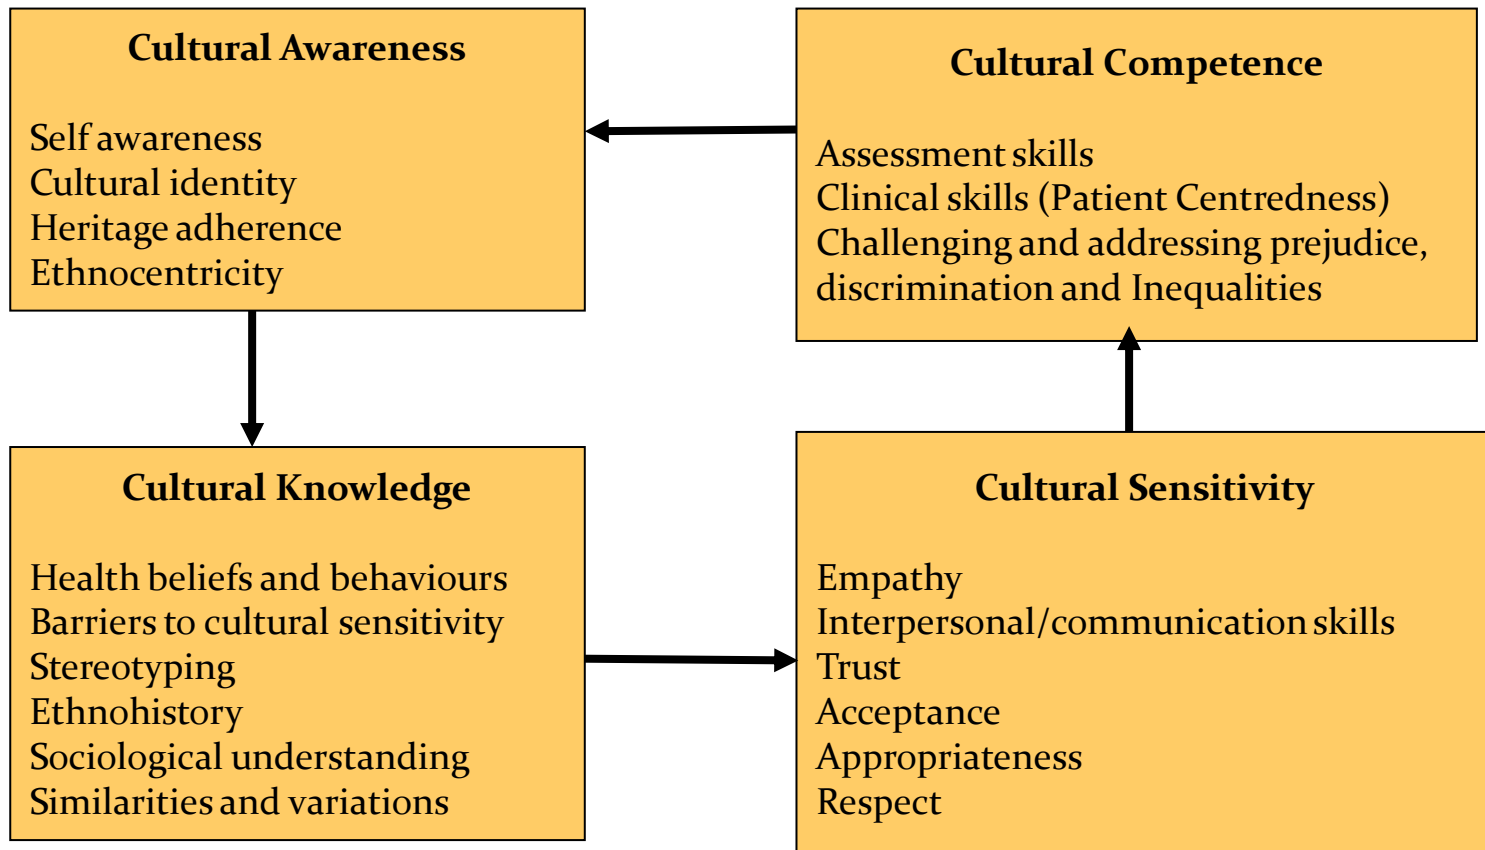 Cultural Awareness
Self awareness
Cultural identity
Heritage adherence
Ethnocentricity
Cultural Competence
Assessment skills
Clinical skills (Patient Centredness)
Challenging and addressing prejudice,
discrimination and Inequalities
Cultural Knowledge
Health beliefs and behaviours
Barriers to cultural sensitivity
Stereotyping
Ethnohistory
Sociological understanding
Similarities and variations
Cultural Sensitivity
Empathy
Interpersonal/communication skills
Trust
Acceptance
Appropriateness
Respect